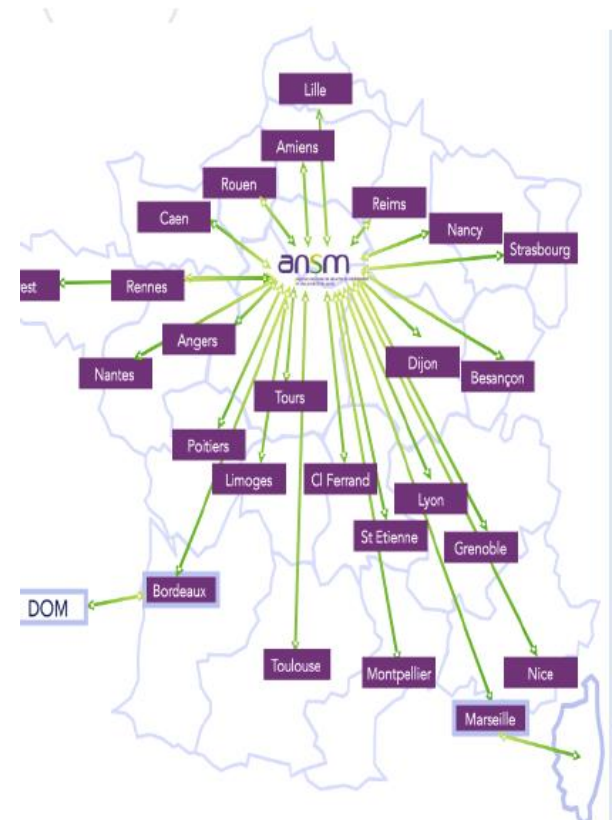 Lille
Amiens
Rouen
Reims
Caen
Nancy
Strasbourg
ansm
est
Rennes
Angers
Nantes
Dijon
Besançon
Tours
Poitiers
Limoges
Cl Ferrand
Lyon
St Etienne
Grenoble
Bordeaux
DOM
Toulouse
Montpellier
Nice
Marseille